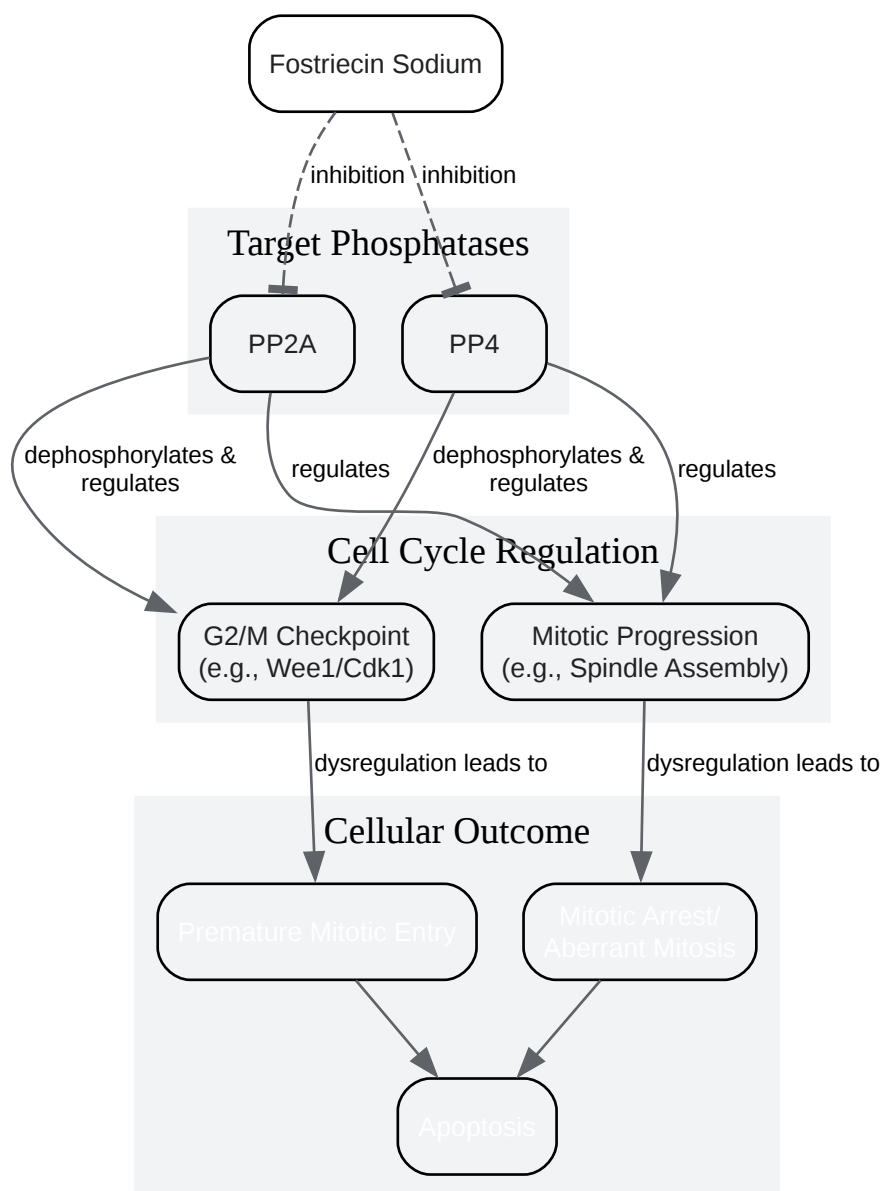 Fostriecin Sodium
inhibition inhibition
Target Phosphatases
PP2A
PP4
dephosphorylates &
regulates
regulates
dephosphorylates &
regulates
regulates
Cell Cycle Regulation
G2/M Checkpoint
(e.g., Wee1/Cdk1)
Mitotic Progression
(e.g., Spindle Assembly)
dysregulation leads to
dysregulation leads to
Cellular Outcome
Premature Mitotic Entry
Mitotic Arrest/
Aberrant Mitosis
Apoptosis